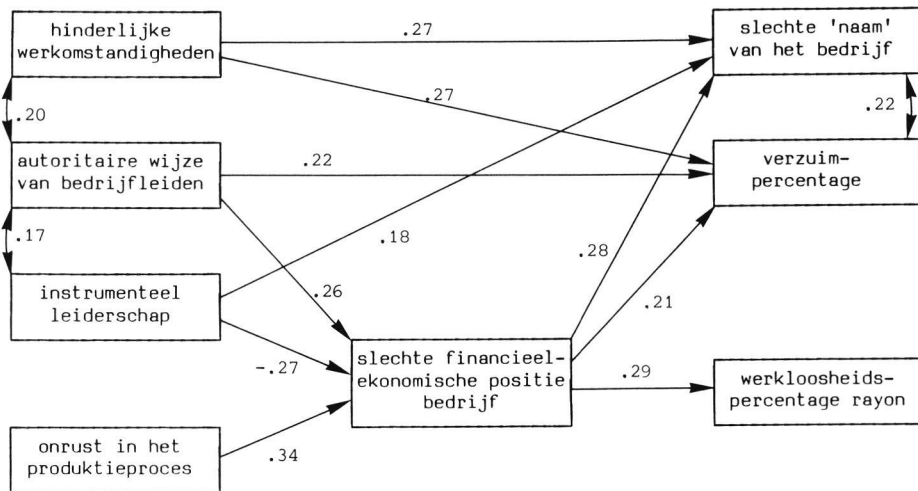 hinderlijke
werkomstandigheden
.27
slechte 'naam'
van het bedrijf
.27
.20
.22
autoritaire wijze
van bedrijfleiden
.22
verzuim-
percentage
.17
.18
.28
instrumenteel
leiderschap
.26
.21
-.27
slechte financieel-
ekonomische positie
bedrijf
.29
werkloosheids-
percentage rayon
onrust in het
produktieproces
.34